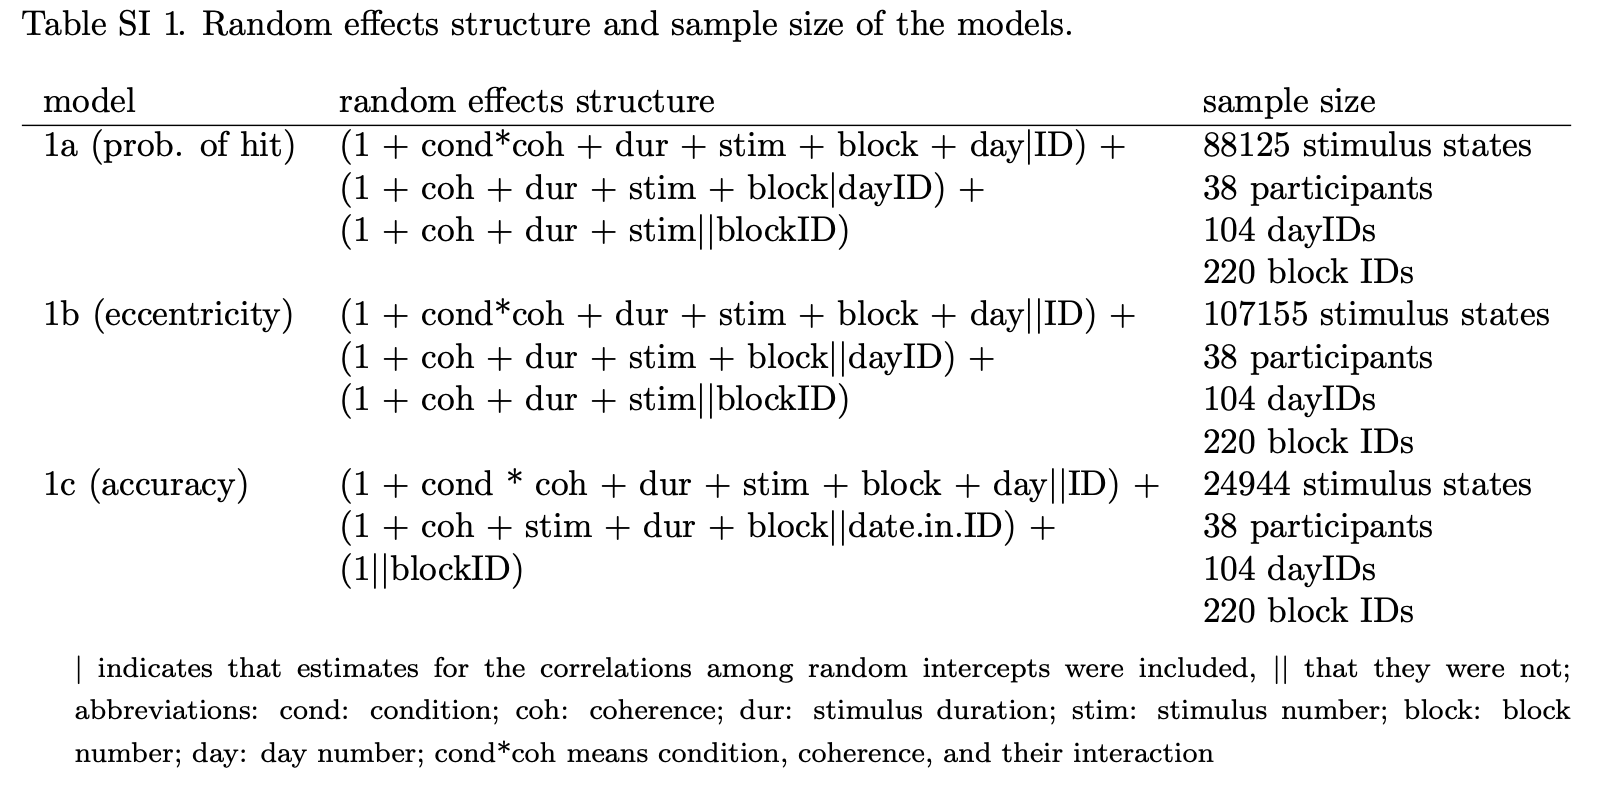 Table SI 1. Random effects structure and sample size of the models.
model random effects structure sample size
1a (prob. of hit) (1 + cond*coh + dur + stim + block + day|ID) + 88125 stimulus states
(1 + coh + dur + stim + block|dayID) + 38 participants
(1 + coh + dur + stim||blockID) 104 dayIDs
220 block IDs
1b (eccentricity) (1 + cond*coh + dur + stim + block + day||ID) + 107155 stimulus states
(1 + coh + dur + stim + block||dayID) + 38 participants
(1 + coh + dur + stim||blockID) 104 dayIDs
220 block IDs
1c (accuracy) (1 + cond * coh + dur + stim + block + day||ID) + 24944 stimulus states
(1 + coh + stim + dur + block||date.in.ID) + 38 participants
(1||blockID) 104 dayIDs
220 block IDs
| indicates that estimates for the correlations among random intercepts were included, || that they were not;
abbreviations: cond: condition; coh: coherence; dur: stimulus duration; stim: stimulus number; block: block
number; day: day number; cond*coh means condition, coherence, and their interaction